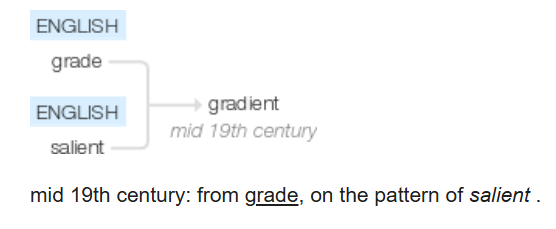 ENGLISH
grade
ENGLISH
salient
gradient
mid 19th century
mid 19th century: from grade, on the pattern of salient .